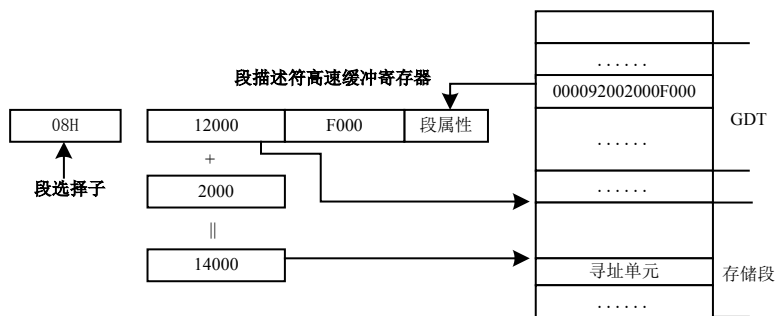 ......
段描述符高速缓冲寄存器
000092002000F000
08H
12000
F000
段属性
GDT
......
+
段选择子
2000
......
||
14000
寻址单元
存储段
......